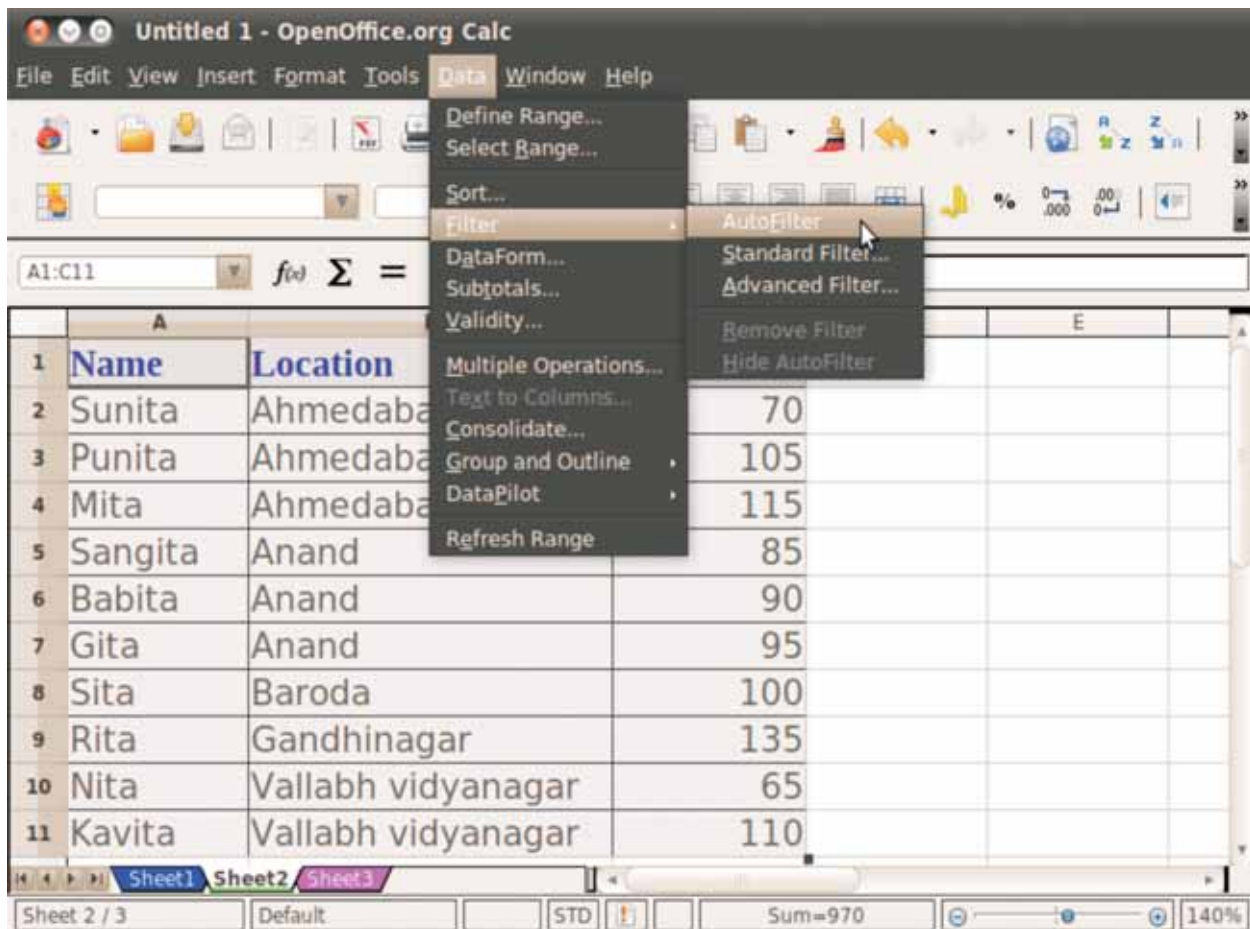 Untitled 1 - OpenOffice.org Calc
File Edit View Insert Format Tools Data Window Help
Define Range...
Select Range...
Sort...
Filter
AutoFilter
DataForm...
Standard Filter...
Subtotals...
Advanced Filter...
Validity...
Remove Filter
Multiple Operations...
Hide AutoFilter
Text to Columns...
Consolidate...
Group and Outline
DataPilot
Refresh Range
A1:C11 f(x) Σ =
A E
1 Name Location
2 Sunita Ahmedaba 70
3 Punita Ahmedaba 105
4 Mita Ahmedaba 115
5 Sangita Anand 85
6 Babita Anand 90
7 Gita Anand 95
8 Sita Baroda 100
9 Rita Gandhinagar 135
10 Nita Vallabh vidyanagar 65
11 Kavita Vallabh vidyanagar 110
Sheet1 Sheet2 Sheet3
Sheet 2 / 3 Default STD Sum=970 140%